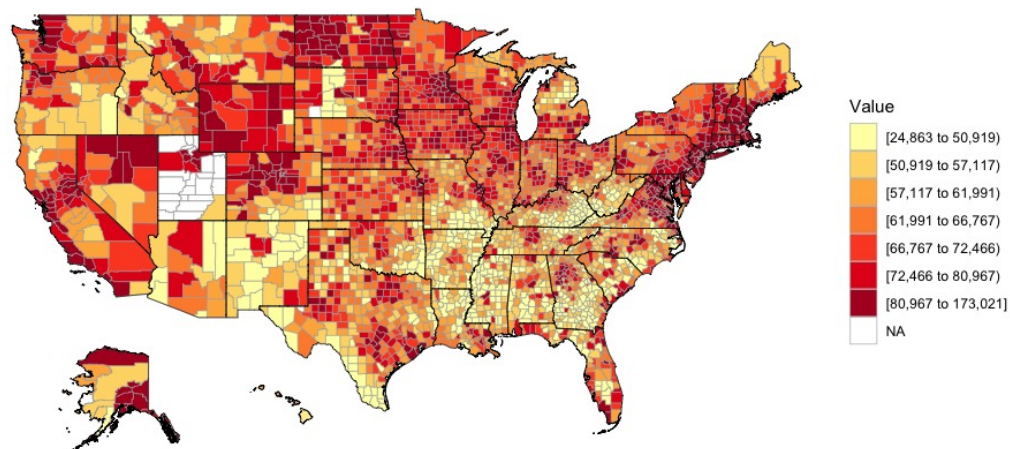 Value
[24,863 to 50,919)
[50,919 to 57,117)
[57,117 to 61,991)
[61,991 to 66,767)
[66,767 to 72,466)
[72,466 to 80,967)
[80,967 to 173,021]
NA